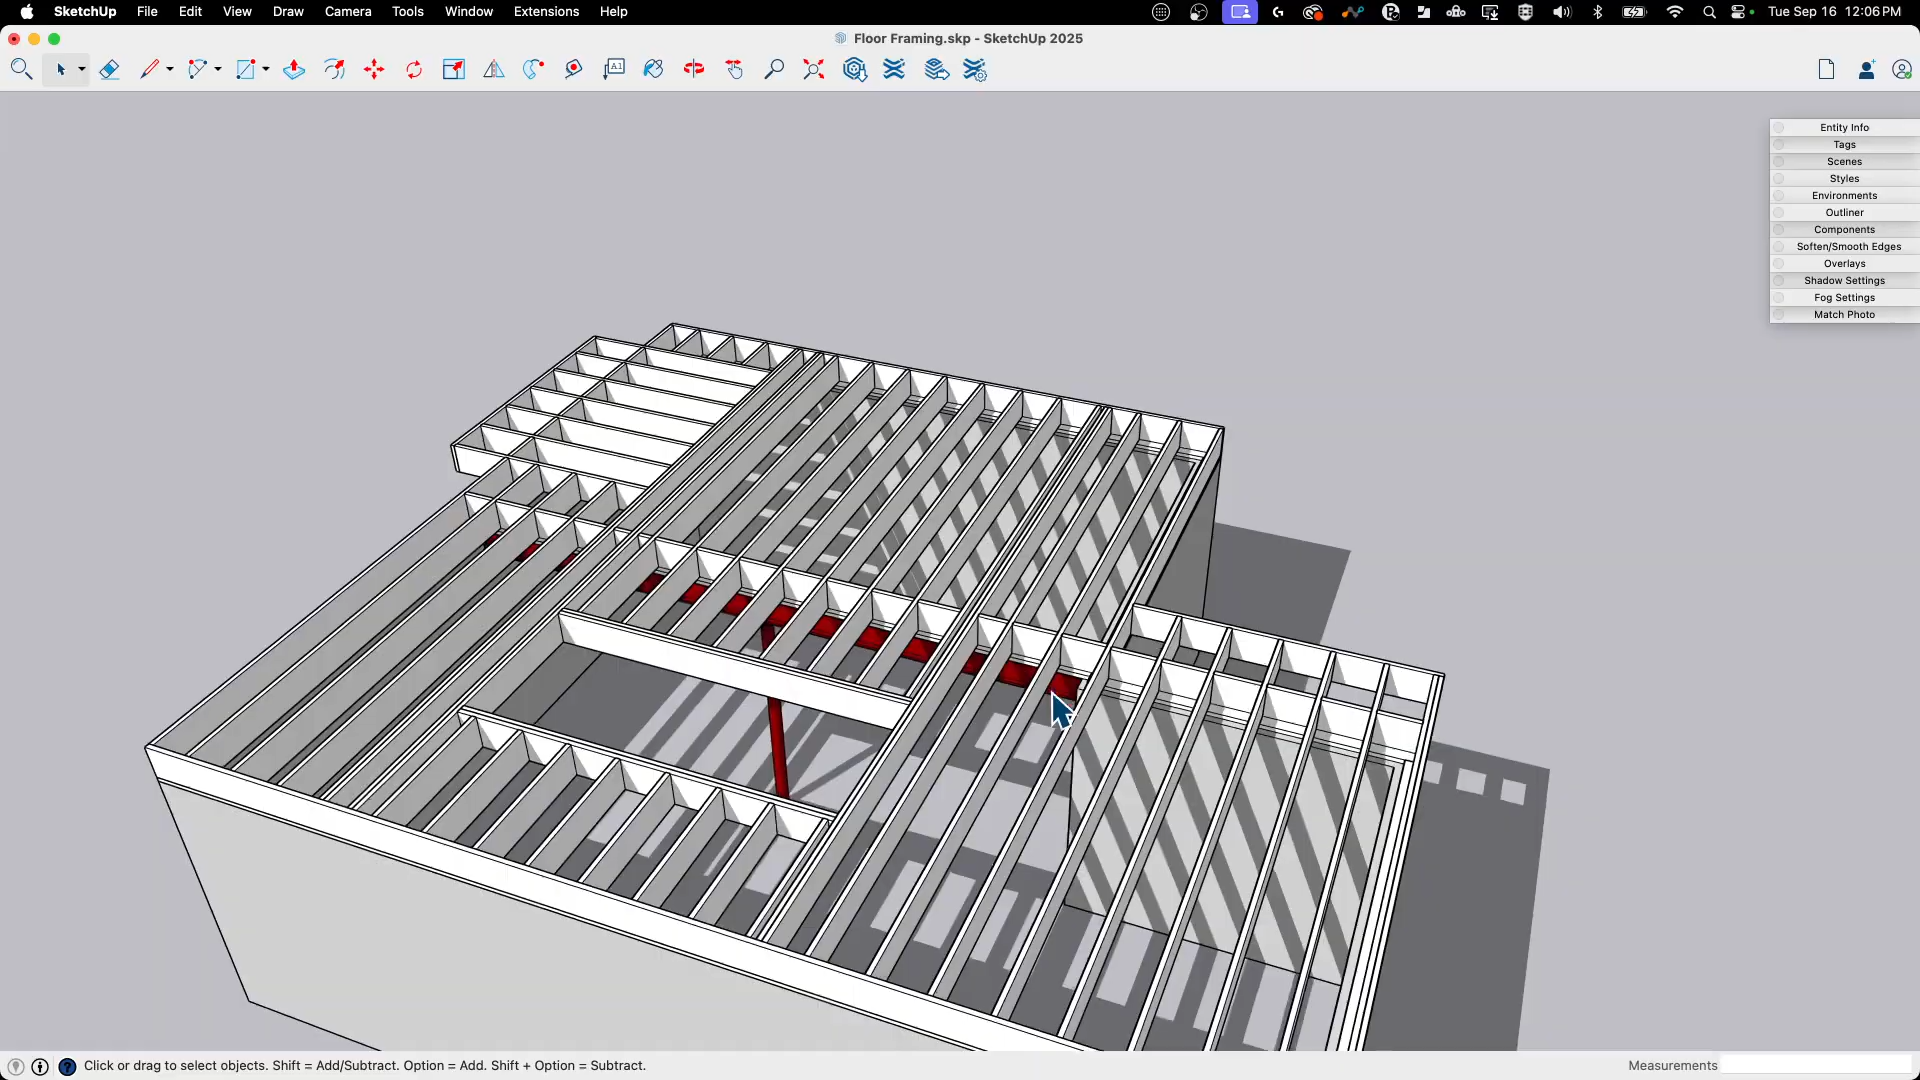 SketchUp File Edit View Draw Camera Tools Window Extensions Help Tue Sep 16 12:06 PM
Floor Framing.skp - SketchUp 2025
A1
Entity Info
Tags
Scenes
Styles
Environments
Outliner
Components
Soften/Smooth Edges
Overlays
Shadow Settings
Fog Settings
Match Photo
Click or drag to select objects. Shift = Add/Subtract. Option = Add. Shift + Option = Subtract. Measurements